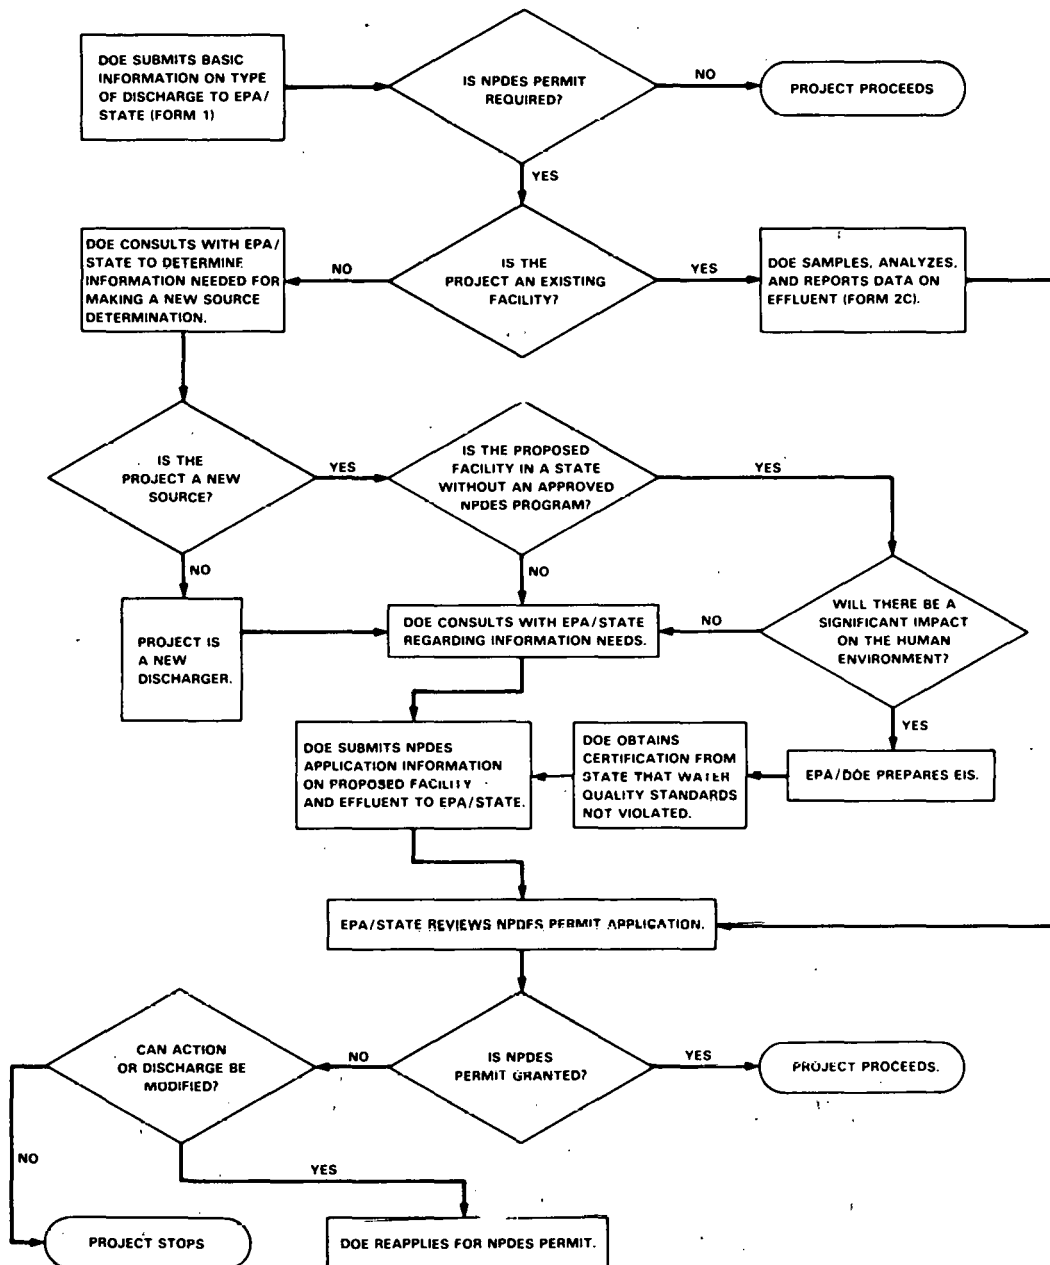 DOE SUBMITS BASIC
INFORMATION ON TYPE
OF DISCHARGE TO EPA/
STATE (FORM 1)
IS NPDES PERMIT
REQUIRED?
NO
PROJECT PROCEEDS
YES
DOE CONSULTS WITH EPA/
STATE TO DETERMINE
INFORMATION NEEDED FOR
MAKING A NEW SOURCE
DETERMINATION.
NO
IS THE
PROJECT AN EXISTING
FACILITY?
YES
DOE SAMPLES, ANALYZES,
AND REPORTS DATA ON
EFFLUENT (FORM 2C).
IS THE
PROJECT A NEW
SOURCE?
YES
IS THE PROPOSED
FACILITY IN A STATE
WITHOUT AN APPROVED
NPDES PROGRAM?
YES
NO
NO
PROJECT IS
A NEW
DISCHARGER.
DOE CONSULTS WITH EPA/STATE
REGARDING INFORMATION NEEDS.
NO
WILL THERE BE A
SIGNIFICANT IMPACT
ON THE HUMAN
ENVIRONMENT?
YES
DOE SUBMITS NPDES
APPLICATION INFORMATION
ON PROPOSED FACILITY
AND EFFLUENT TO EPA/STATE.
DOE OBTAINS
CERTIFICATION FROM
STATE THAT WATER
QUALITY STANDARDS
NOT VIOLATED.
EPA/DOE PREPARES EIS.
EPA/STATE REVIEWS NPDES PERMIT APPLICATION.
CAN ACTION
OR DISCHARGE BE
MODIFIED?
NO
IS NPDES
PERMIT GRANTED?
YES
PROJECT PROCEEDS.
NO
YES
PROJECT STOPS
DOE REAPPLIES FOR NPDES PERMIT.